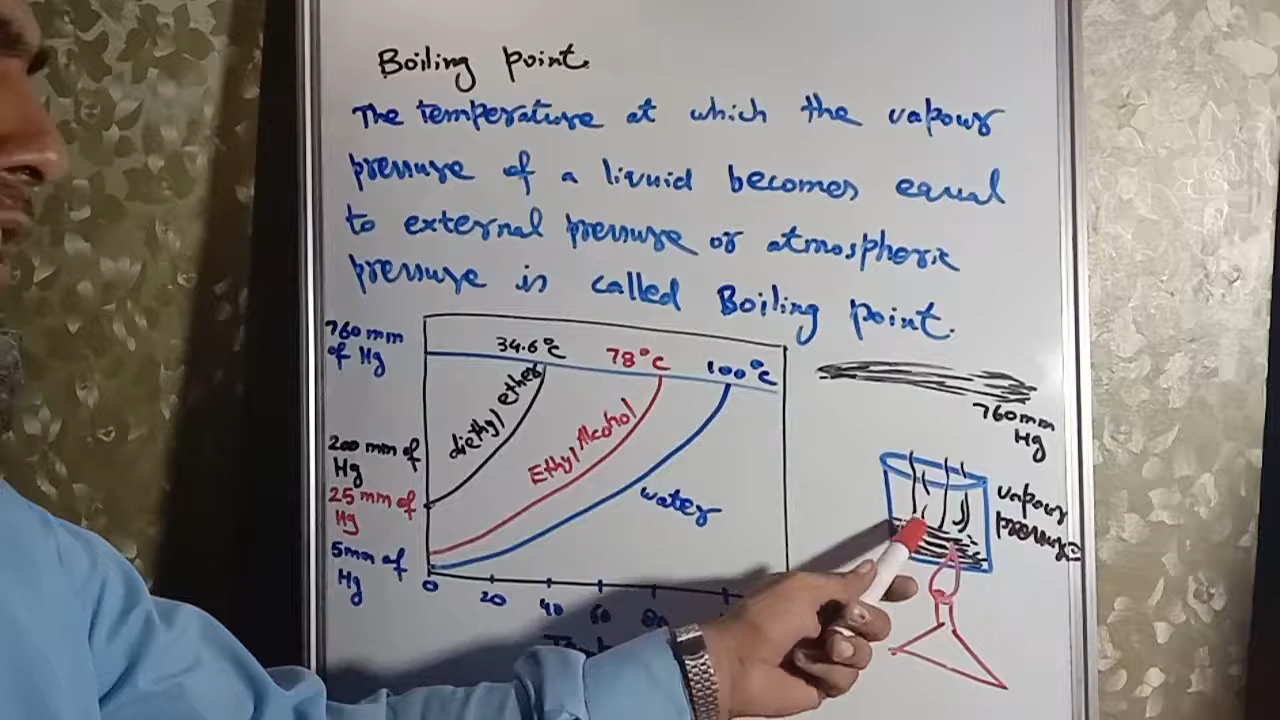 Boiling point.
The temperature at which the vapour
pressure of a liquid becomes equal
to external pressure or atmospheric
pressure is called Boiling point.
760 mm
of Hg
34.6°C
78°C
100°C
diethyl ether
Ethyl Alcohol
water
200 mm of
Hg
25 mm of
Hg
5mm of
Hg
0 20 40 60 80
760mm
Hg
vapour
pressure